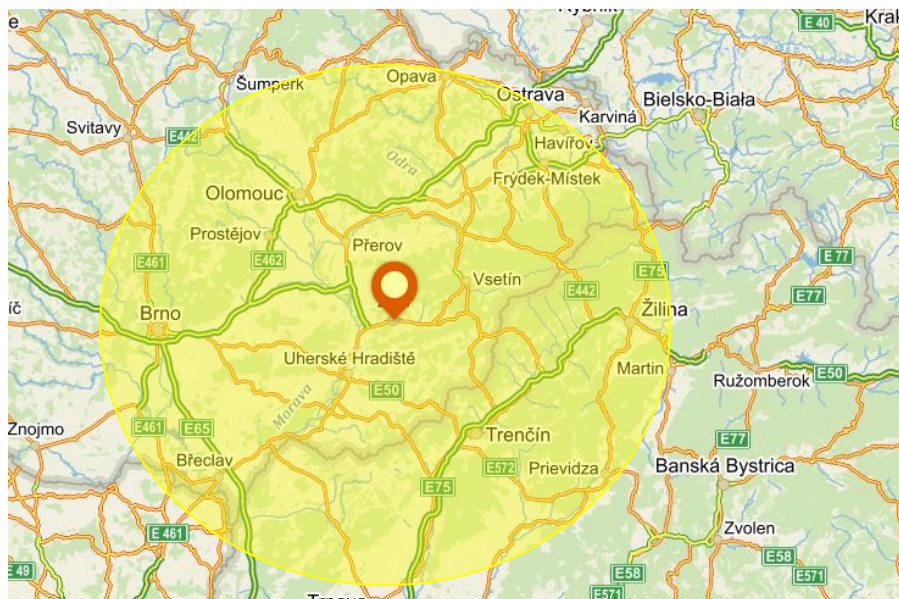 E 40
Šumperk
Opava
Ostrava
Bielsko-Biała
Karviná
Svitavy
E442
Havířov
Odra
Frýdek-Místek
Olomouc
Prostějov
Přerov
E461
E462
Vsetín
E75
E 77
E442
E77
Brno
Žilina
Uherské Hradiště
Martin
E50
Ružomberok
E50
Morava
Znojmo
E461
E65
Trenčín
E77
Břeclav
E572
Prievidza
Banská Bystrica
E75
E 461
Zvolen
E58
E 49
E58
E571
E571